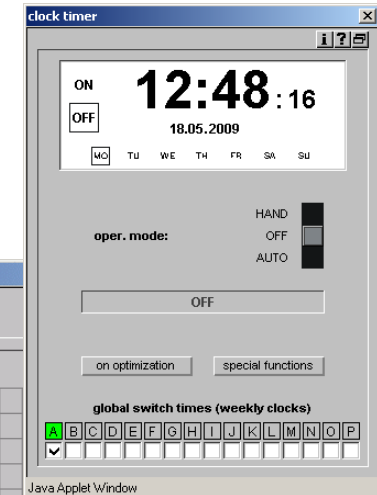 clock timer
i ?
ON 12:48:16
OFF
18.05.2009
MO TU WE TH FR SA SU
HAND
oper. mode: OFF
AUTO
OFF
on optimization special functions
global switch times (weekly clocks)
A B C D E F G H I J K L M N O P
Java Applet Window